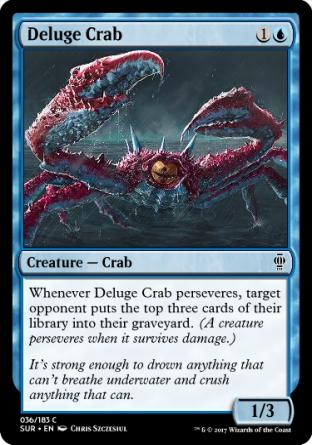 Deluge Crab 1
Creature — Crab
Whenever Deluge Crab perseveres, target
opponent puts the top three cards of their
library into their graveyard. (A creature
perseveres when it survives damage.)
It's strong enough to drown anything that
can't breathe underwater and crush
anything that can.
1/3
036/183 C
SUR • EN Chris Szczesiul
™ & © 2017 Wizards of the Coast